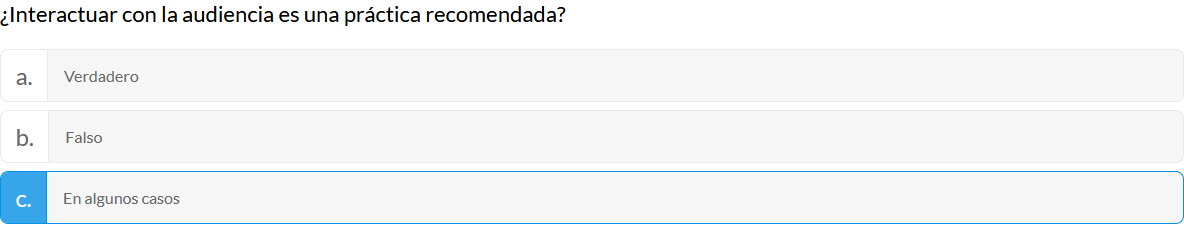 ¿Interactuar con la audiencia es una práctica recomendada?
a. Verdadero
b. Falso
c. En algunos casos